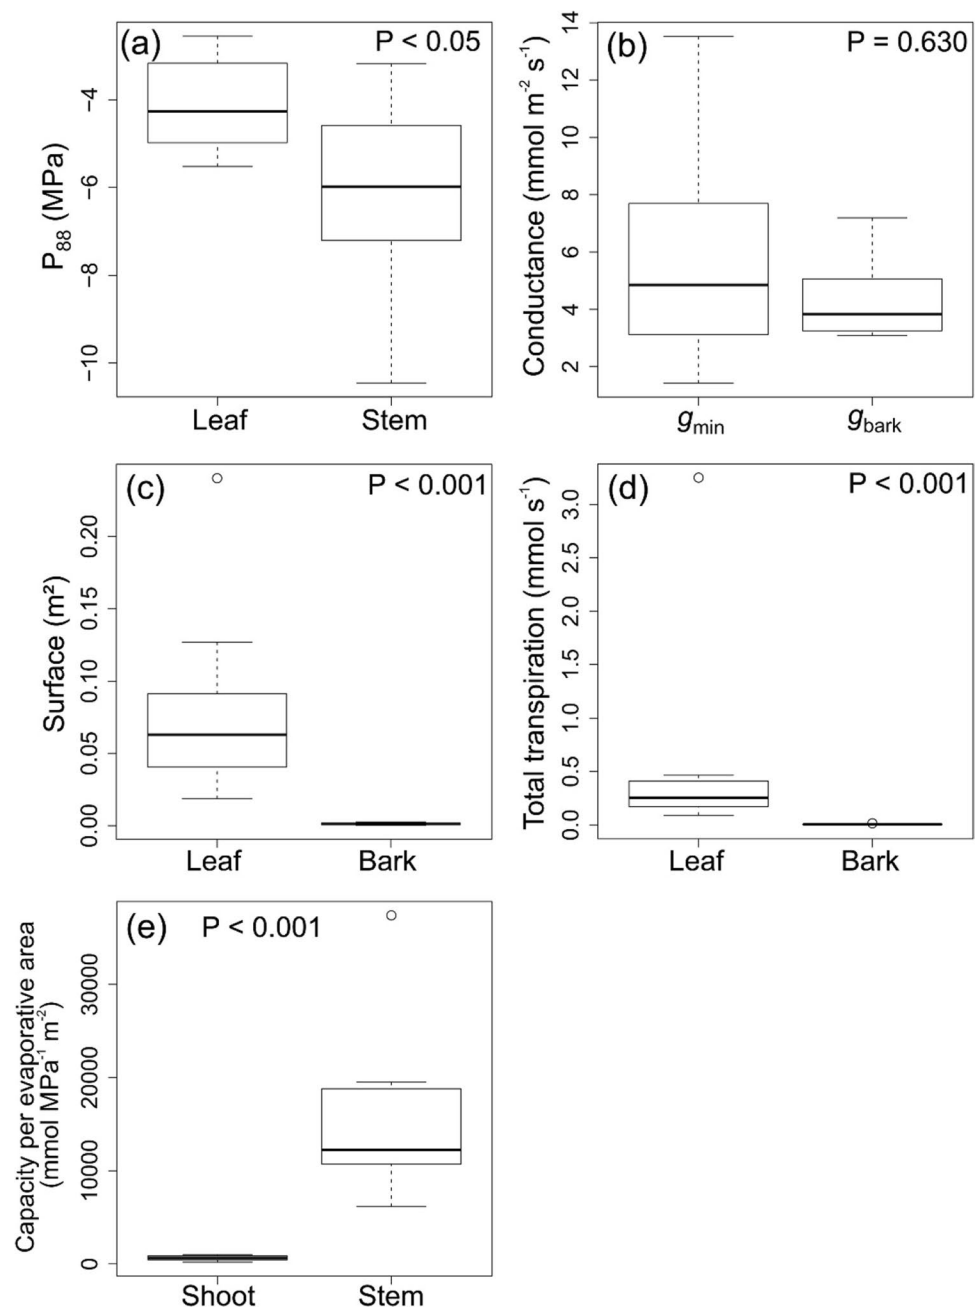 (a)
P < 0.05
P₈₈ (MPa)
−4
−6
−8
−10
Leaf
Stem
(b)
P = 0.630
Conductance (mmol m⁻² s⁻¹)
14
12
10
8
6
4
2
gmin
gbark
(c)
P < 0.001
Surface (m²)
0.20
0.15
0.10
0.05
0.00
Leaf
Bark
(d)
P < 0.001
Total transpiration (mmol s⁻¹)
3.0
2.5
2.0
1.5
1.0
0.5
0.0
Leaf
Bark
(e)
P < 0.001
Capacity per evaporative area
(mmol MPa⁻¹ m⁻²)
30000
20000
10000
0
Shoot
Stem